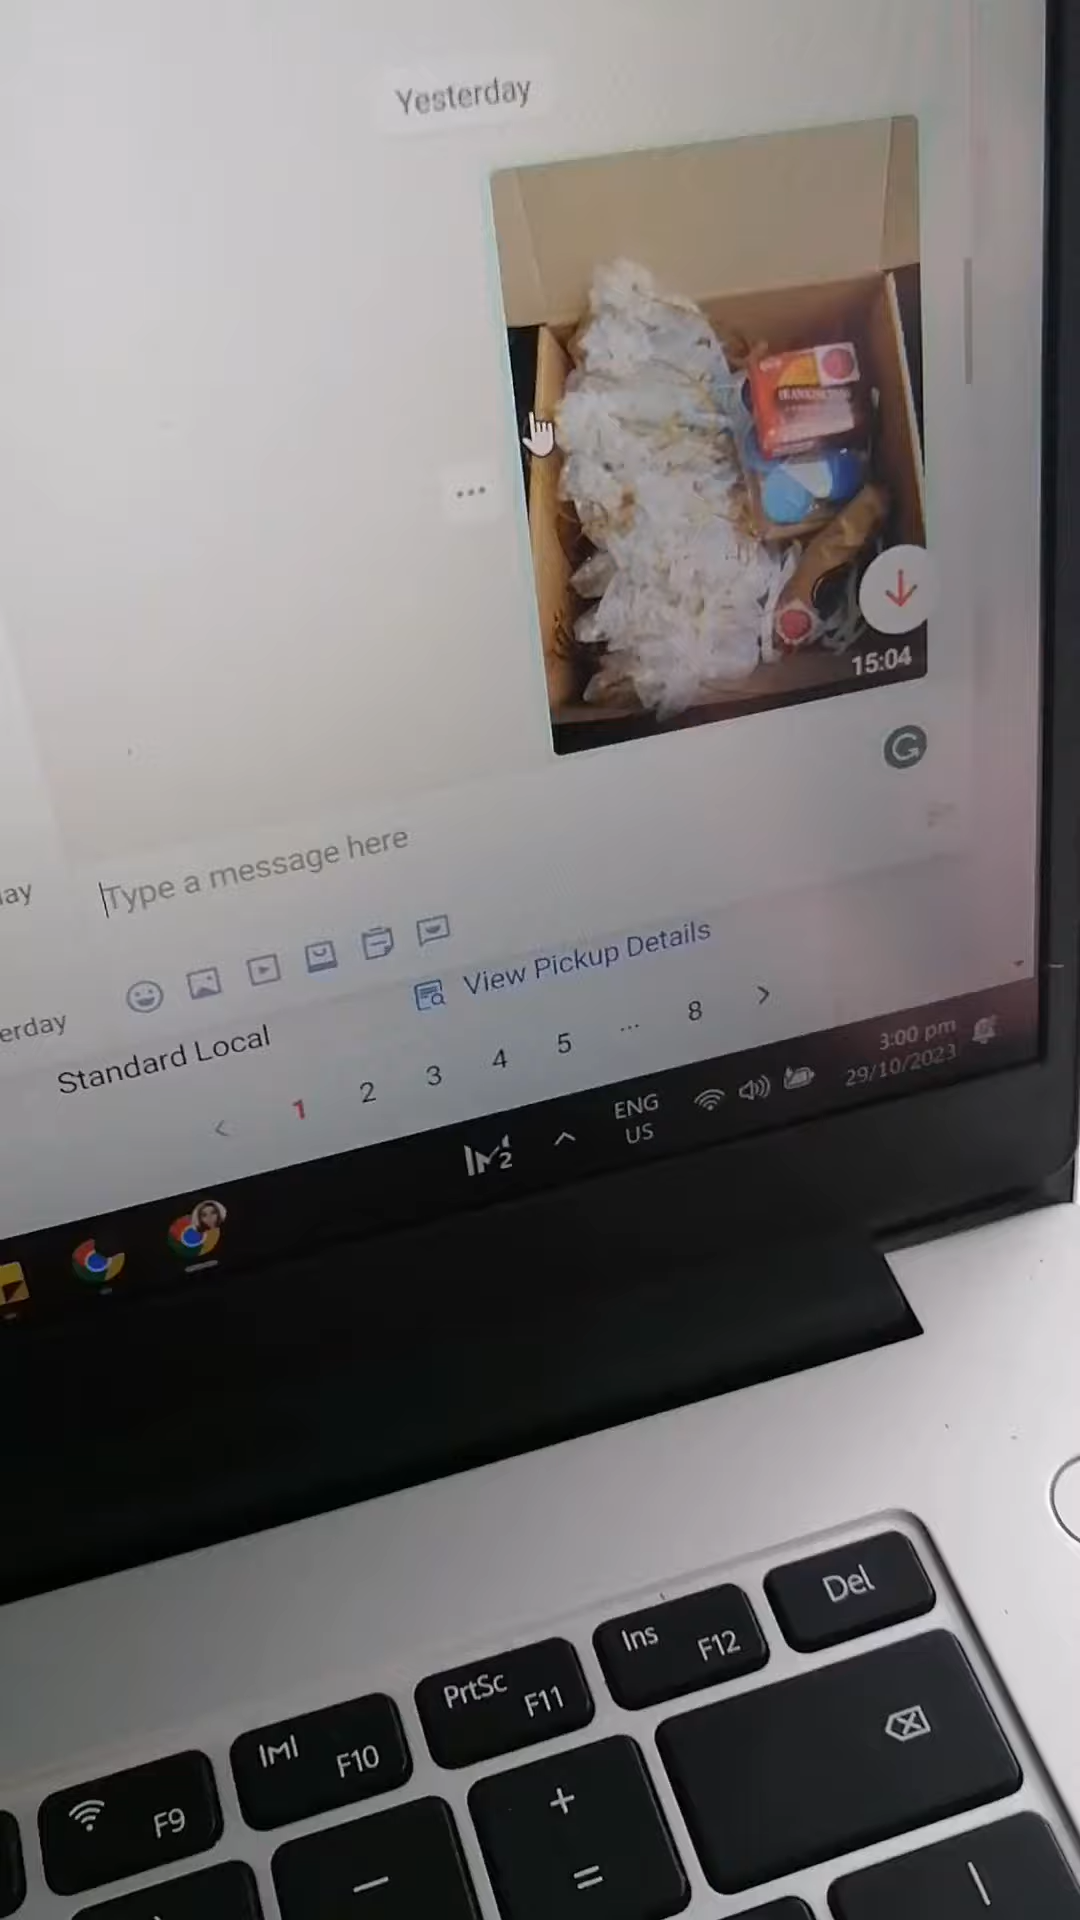 Yesterday
15:04
Type a message here
erday
View Pickup Details
Standard Local
1 2 3 4 5 ... 8
3:00 pm
29/10/2023
ENG
US
Del
Ins F12
PrtSc F11
F10
F9
+
=